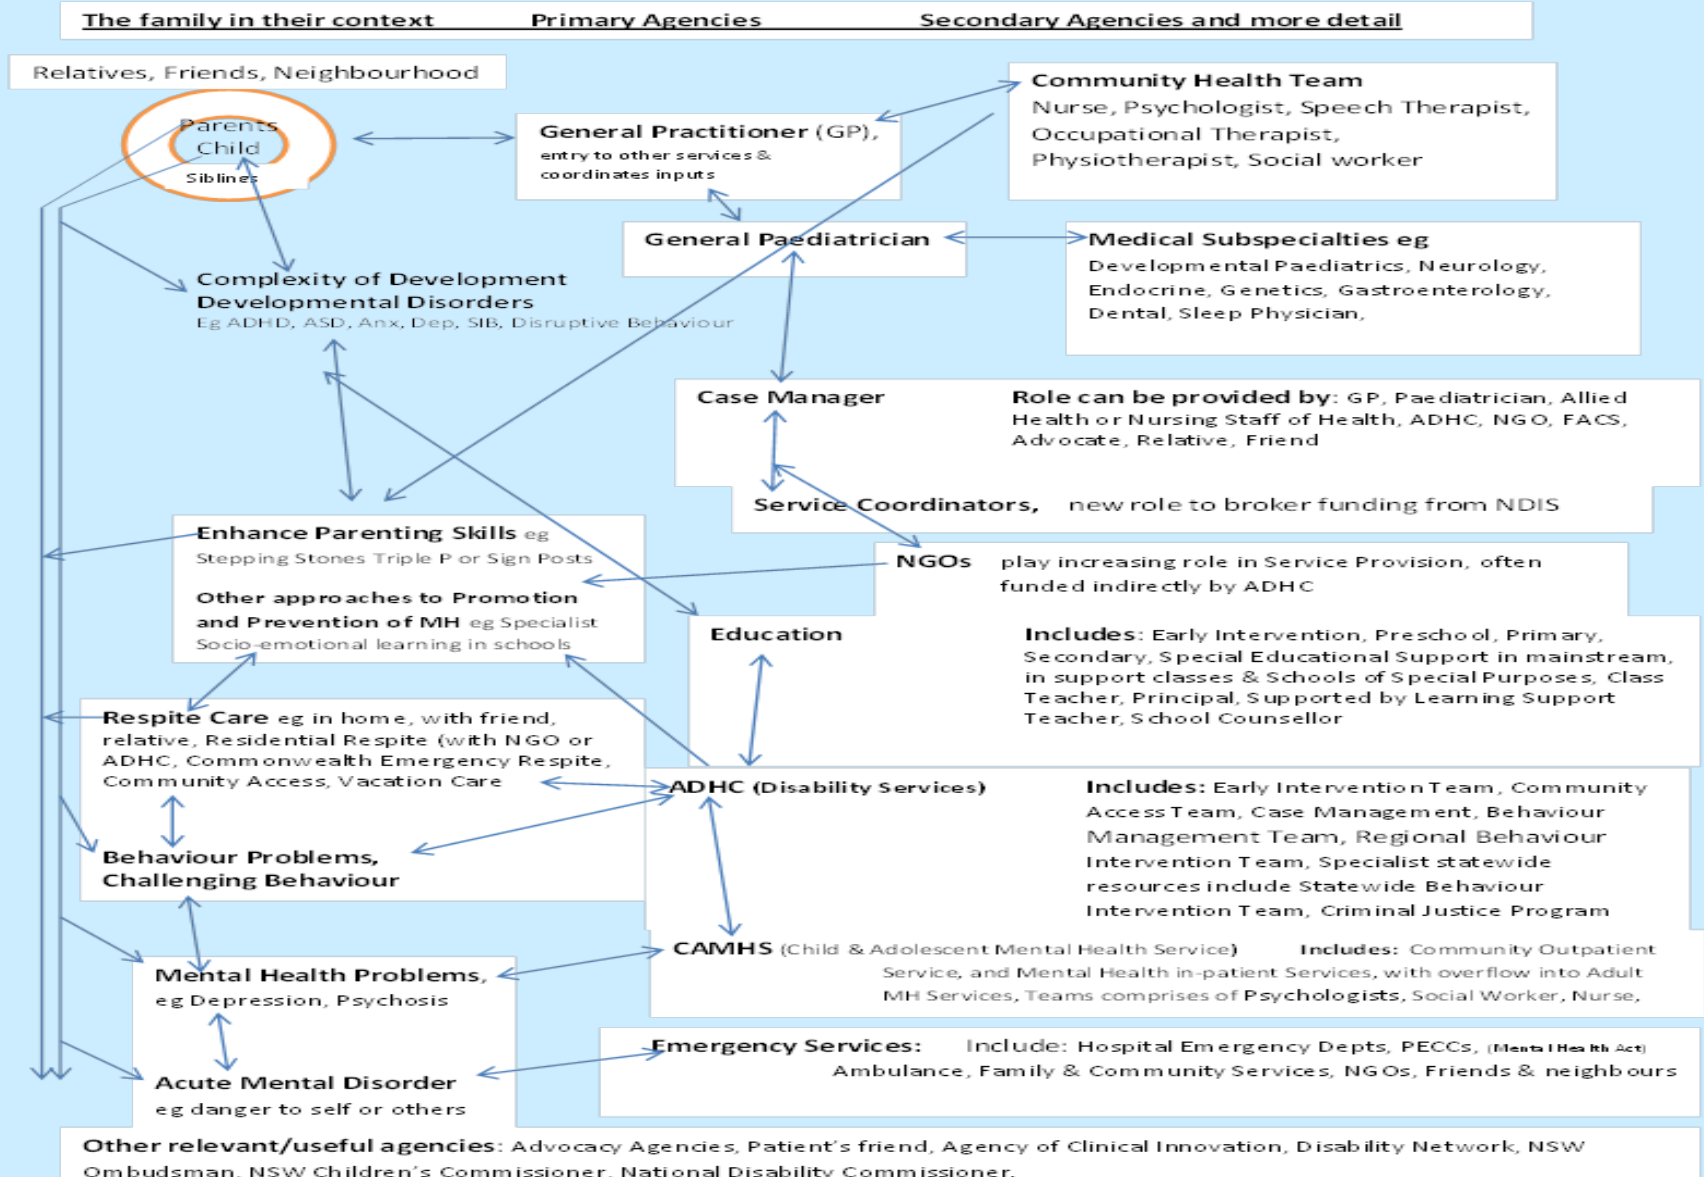 The family in their context Primary Agencies Secondary Agencies and more detail
Relatives, Friends, Neighbourhood
Parents
Child
Siblings
General Practitioner (GP),
entry to other services &
coordinates inputs
Community Health Team
Nurse, Psychologist, Speech Therapist,
Occupational Therapist,
Physiotherapist, Social worker
General Paediatrician
Medical Subspecialties eg
Developmental Paediatrics, Neurology,
Endocrine, Genetics, Gastroenterology,
Dental, Sleep Physician,
Complexity of Development
Developmental Disorders
Eg ADHD, ASD, Anx, Dep, SIB, Disruptive Behaviour
Case Manager
Role can be provided by: GP, Paediatrician, Allied
Health or Nursing Staff of Health, ADHC, NGO, FACS,
Advocate, Relative, Friend
Service Coordinators, new role to broker funding from NDIS
Enhance Parenting Skills eg
Stepping Stones Triple P or Sign Posts
Other approaches to Promotion
and Prevention of MH eg Specialist
Socio-emotional learning in schools
NGOs play increasing role in Service Provision, often
funded indirectly by ADHC
Education
Includes: Early Intervention, Preschool, Primary,
Secondary, Special Educational Support in mainstream,
in support classes & Schools of Special Purposes, Class
Teacher, Principal, Supported by Learning Support
Teacher, School Counsellor
Respite Care eg in home, with friend,
relative, Residential Respite (with NGO or
ADHC, Commonwealth Emergency Respite,
Community Access, Vacation Care
Behaviour Problems,
Challenging Behaviour
ADHC (Disability Services)
Includes: Early Intervention Team, Community
Access Team, Case Management, Behaviour
Management Team, Regional Behaviour
Intervention Team, Specialist statewide
resources include Statewide Behaviour
Intervention Team, Criminal Justice Program
CAMHS (Child & Adolescent Mental Health Service) Includes: Community Outpatient
Service, and Mental Health in-patient Services, with overflow into Adult
MH Services, Teams comprises of Psychologists, Social Worker, Nurse,
Mental Health Problems,
eg Depression, Psychosis
Acute Mental Disorder
eg danger to self or others
Emergency Services: Include: Hospital Emergency Depts, PECCs, (Mental Health Act)
Ambulance, Family & Community Services, NGOs, Friends & neighbours
Other relevant/useful agencies: Advocacy Agencies, Patient's friend, Agency of Clinical Innovation, Disability Network, NSW
Ombudsman, NSW Children's Commissioner, National Disability Commissioner.